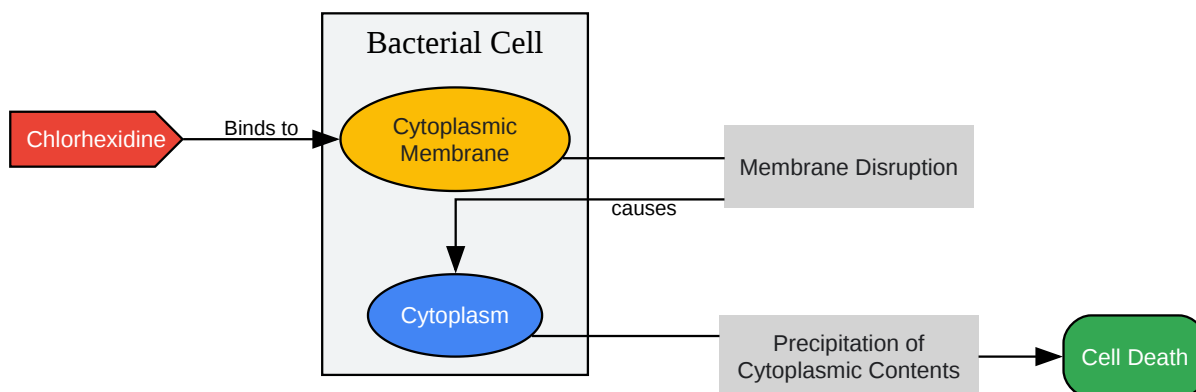 Bacterial Cell
Chlorhexidine
Binds to
Cytoplasmic
Membrane
Membrane Disruption
causes
Cytoplasm
Precipitation of
Cytoplasmic Contents
Cell Death